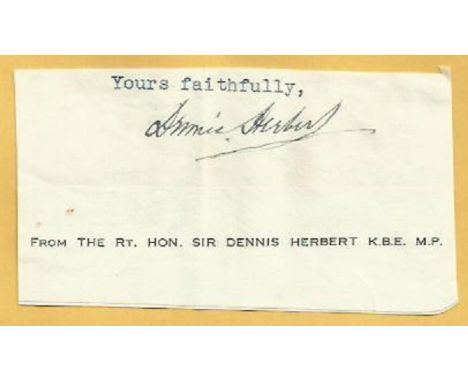 Yours faithfully,
Dennis Herbert
FROM THE RT. HON. SIR DENNIS HERBERT K.B.E. M.P.